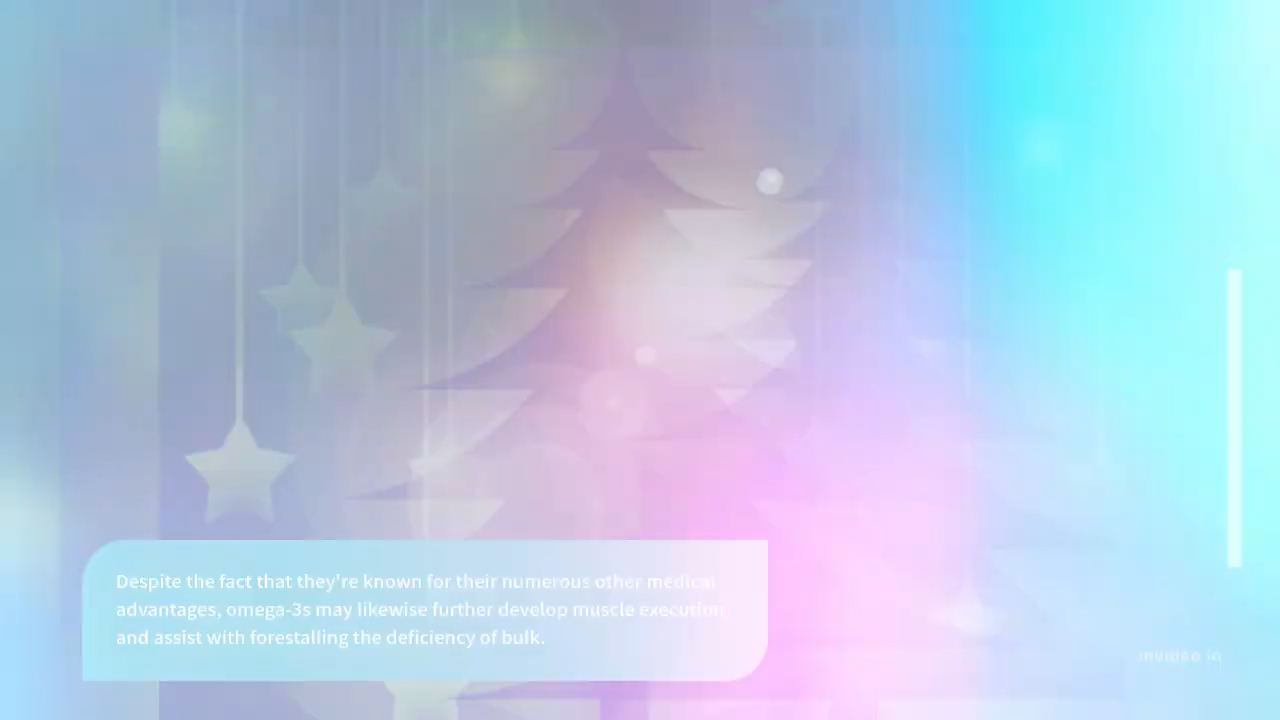 Despite the fact that they're known for their numerous other medical
advantages, omega-3s may likewise further develop muscle execution
and assist with forestalling the deficiency of bulk.